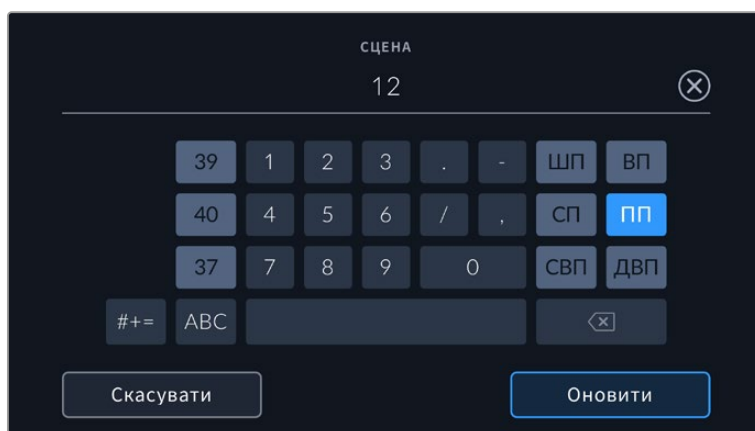 СЦЕНА
12
39 1 2 3 . - ШП ВП
40 4 5 6 / , СП ПП
37 7 8 9 0 СВП ДВП
#+= ABC
Скасувати Оновити